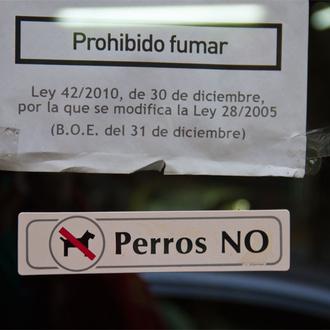 Prohibido fumar
Ley 42/2010, de 30 de diciembre,
por la que se modifica la Ley 28/2005
(B.O.E. del 31 de diciembre)
Perros NO